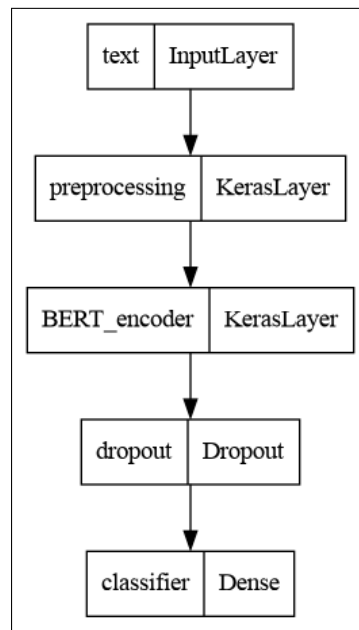 text InputLayer
preprocessing KerasLayer
BERT_encoder KerasLayer
dropout Dropout
classifier Dense